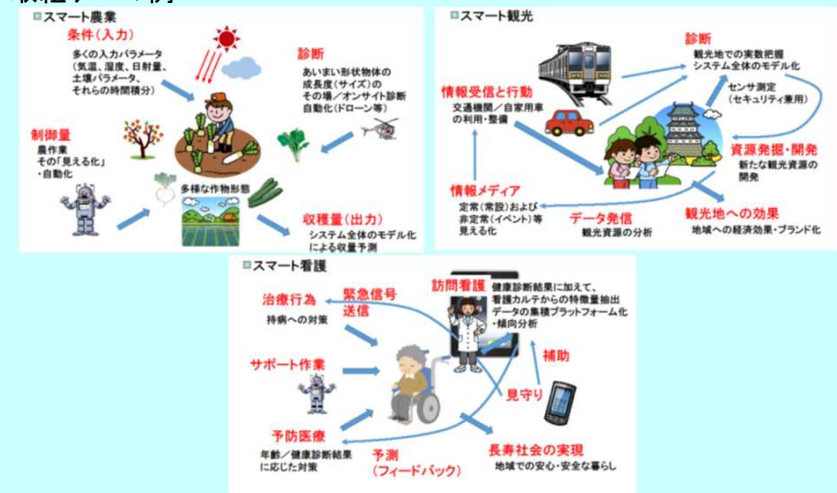 スマート農業
条件(入力)
多くの入力パラメータ
(気温、湿度、日射量、
土壌パラメータ、
それらの時間積分)
診断
あいまい形状物体の
成長度(サイズ)の
その場/オンサイト診断
自動化(ドローン等)
制御量
農作業
その「見える化」
・自動化
多様な作物形態
収穫量(出力)
システム全体のモデル化
による収量予測
スマート観光
診断
観光地での実数把握
システム全体のモデル化
センサ測定
(セキュリティ兼用)
情報受信と行動
交通機関/自家用車
の利用・整備
資源発掘・開発
新たな観光資源の
開発
情報メディア
定常(常設)および
非定常(イベント)等
見える化
データ発信
観光資源の分析
観光地への効果
地域への経済効果・ブランド化
スマート看護
治療行為
持病への対策
緊急信号
送信
訪問看護
健康診断結果に加えて、
看護カルテからの特徴量抽出
データの集積プラットフォーム化
・傾向分析
サポート作業
補助
見守り
予防医療
年齢/健康診断結果
に応じた対策
予測
(フィードバック)
長寿社会の実現
地域での安心・安全な暮らし